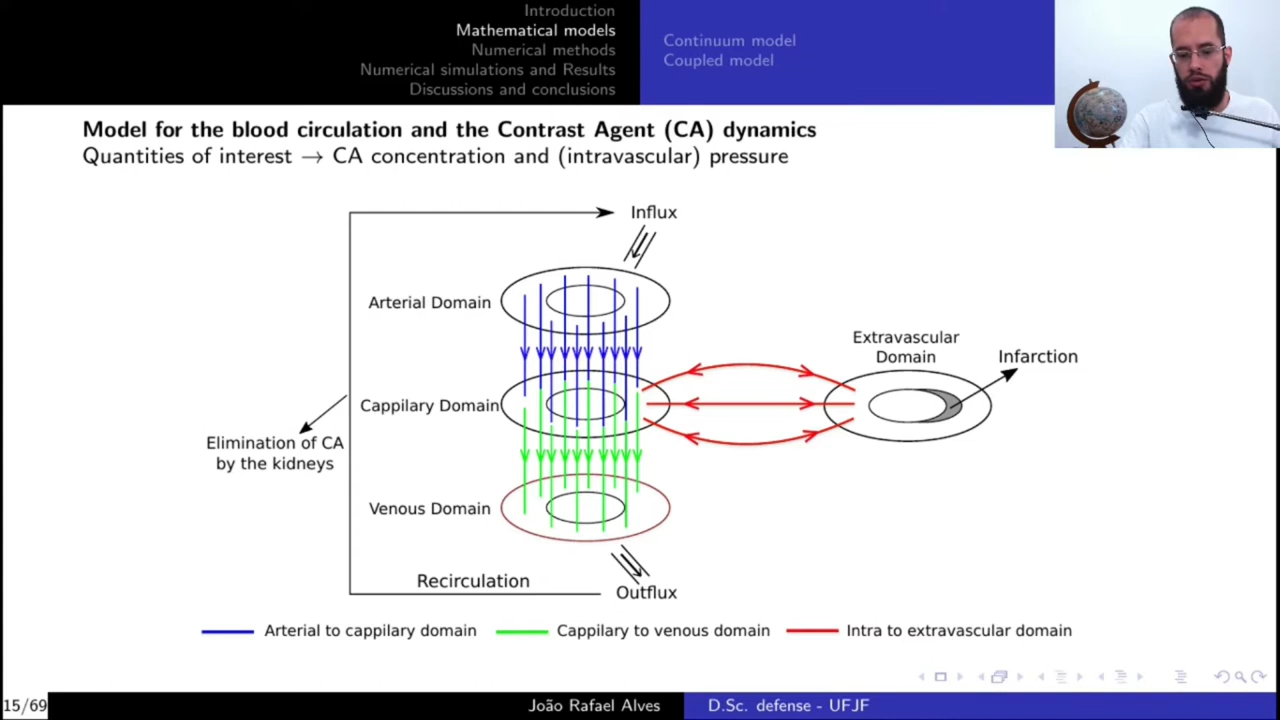 Introduction
Mathematical models
Numerical methods
Numerical simulations and Results
Discussions and conclusions
Continuum model
Coupled model
Model for the blood circulation and the Contrast Agent (CA) dynamics
Quantities of interest → CA concentration and (intravascular) pressure
Influx
Arterial Domain
Extravascular
Domain
Infarction
Cappilary Domain
Elimination of CA
by the kidneys
Venous Domain
Recirculation
Outflux
Arterial to cappilary domain
Cappilary to venous domain
Intra to extravascular domain
15/69
João Rafael Alves
D.Sc. defense - UFJF